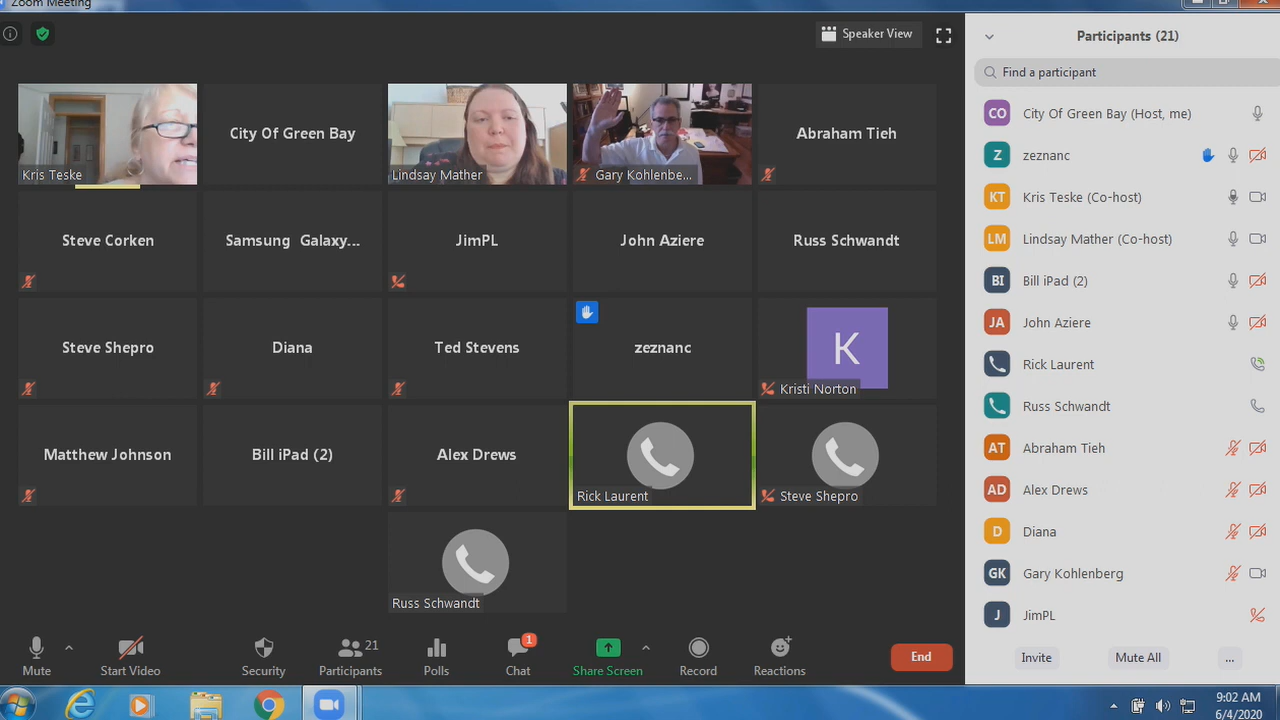 Zoom Meeting
Speaker View
Kris Teske
City Of Green Bay
Lindsay Mather
Gary Kohlenbe...
Abraham Tieh
Steve Corken
Samsung Galaxy...
JimPL
John Aziere
Russ Schwandt
Steve Shepro
Diana
Ted Stevens
zeznanc
K
Kristi Norton
Matthew Johnson
Bill iPad (2)
Alex Drews
Rick Laurent
Steve Shepro
Russ Schwandt
Mute
Start Video
Security
21
Participants
Polls
1
Chat
Share Screen
Record
Reactions
End
Participants (21)
Find a participant
CO City Of Green Bay (Host, me)
Z zeznanc
KT Kris Teske (Co-host)
LM Lindsay Mather (Co-host)
BI Bill iPad (2)
JA John Aziere
Rick Laurent
Russ Schwandt
AT Abraham Tieh
AD Alex Drews
D Diana
GK Gary Kohlenberg
J JimPL
Invite
Mute All
...
9:02 AM
6/4/2020